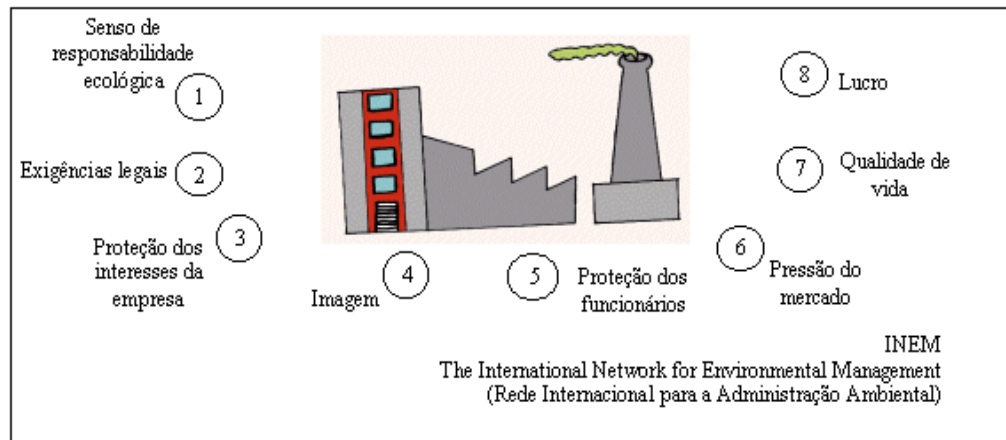 Senso de
responsabilidade
ecológica
1
Exigências legais
2
3
Proteção dos
interesses da
empresa
4
Imagem
5
Proteção dos
funcionários
6
Pressão do
mercado
7
Qualidade de
vida
8
Lucro
INEM
The International Network for Environmental Management
(Rede Internacional para a Administração Ambiental)